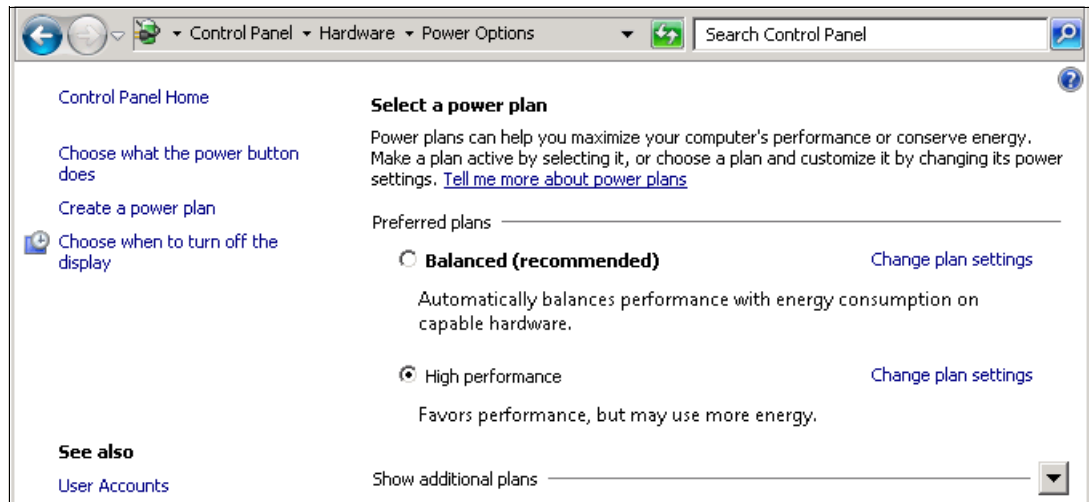 Control Panel Hardware Power Options
Search Control Panel
Control Panel Home
Choose what the power button
does
Create a power plan
Choose when to turn off the
display
See also
User Accounts
Select a power plan
Power plans can help you maximize your computer's performance or conserve energy.
Make a plan active by selecting it, or choose a plan and customize it by changing its power
settings. Tell me more about power plans
Preferred plans
Balanced (recommended)
Change plan settings
Automatically balances performance with energy consumption on
capable hardware.
High performance
Change plan settings
Favors performance, but may use more energy.
Show additional plans